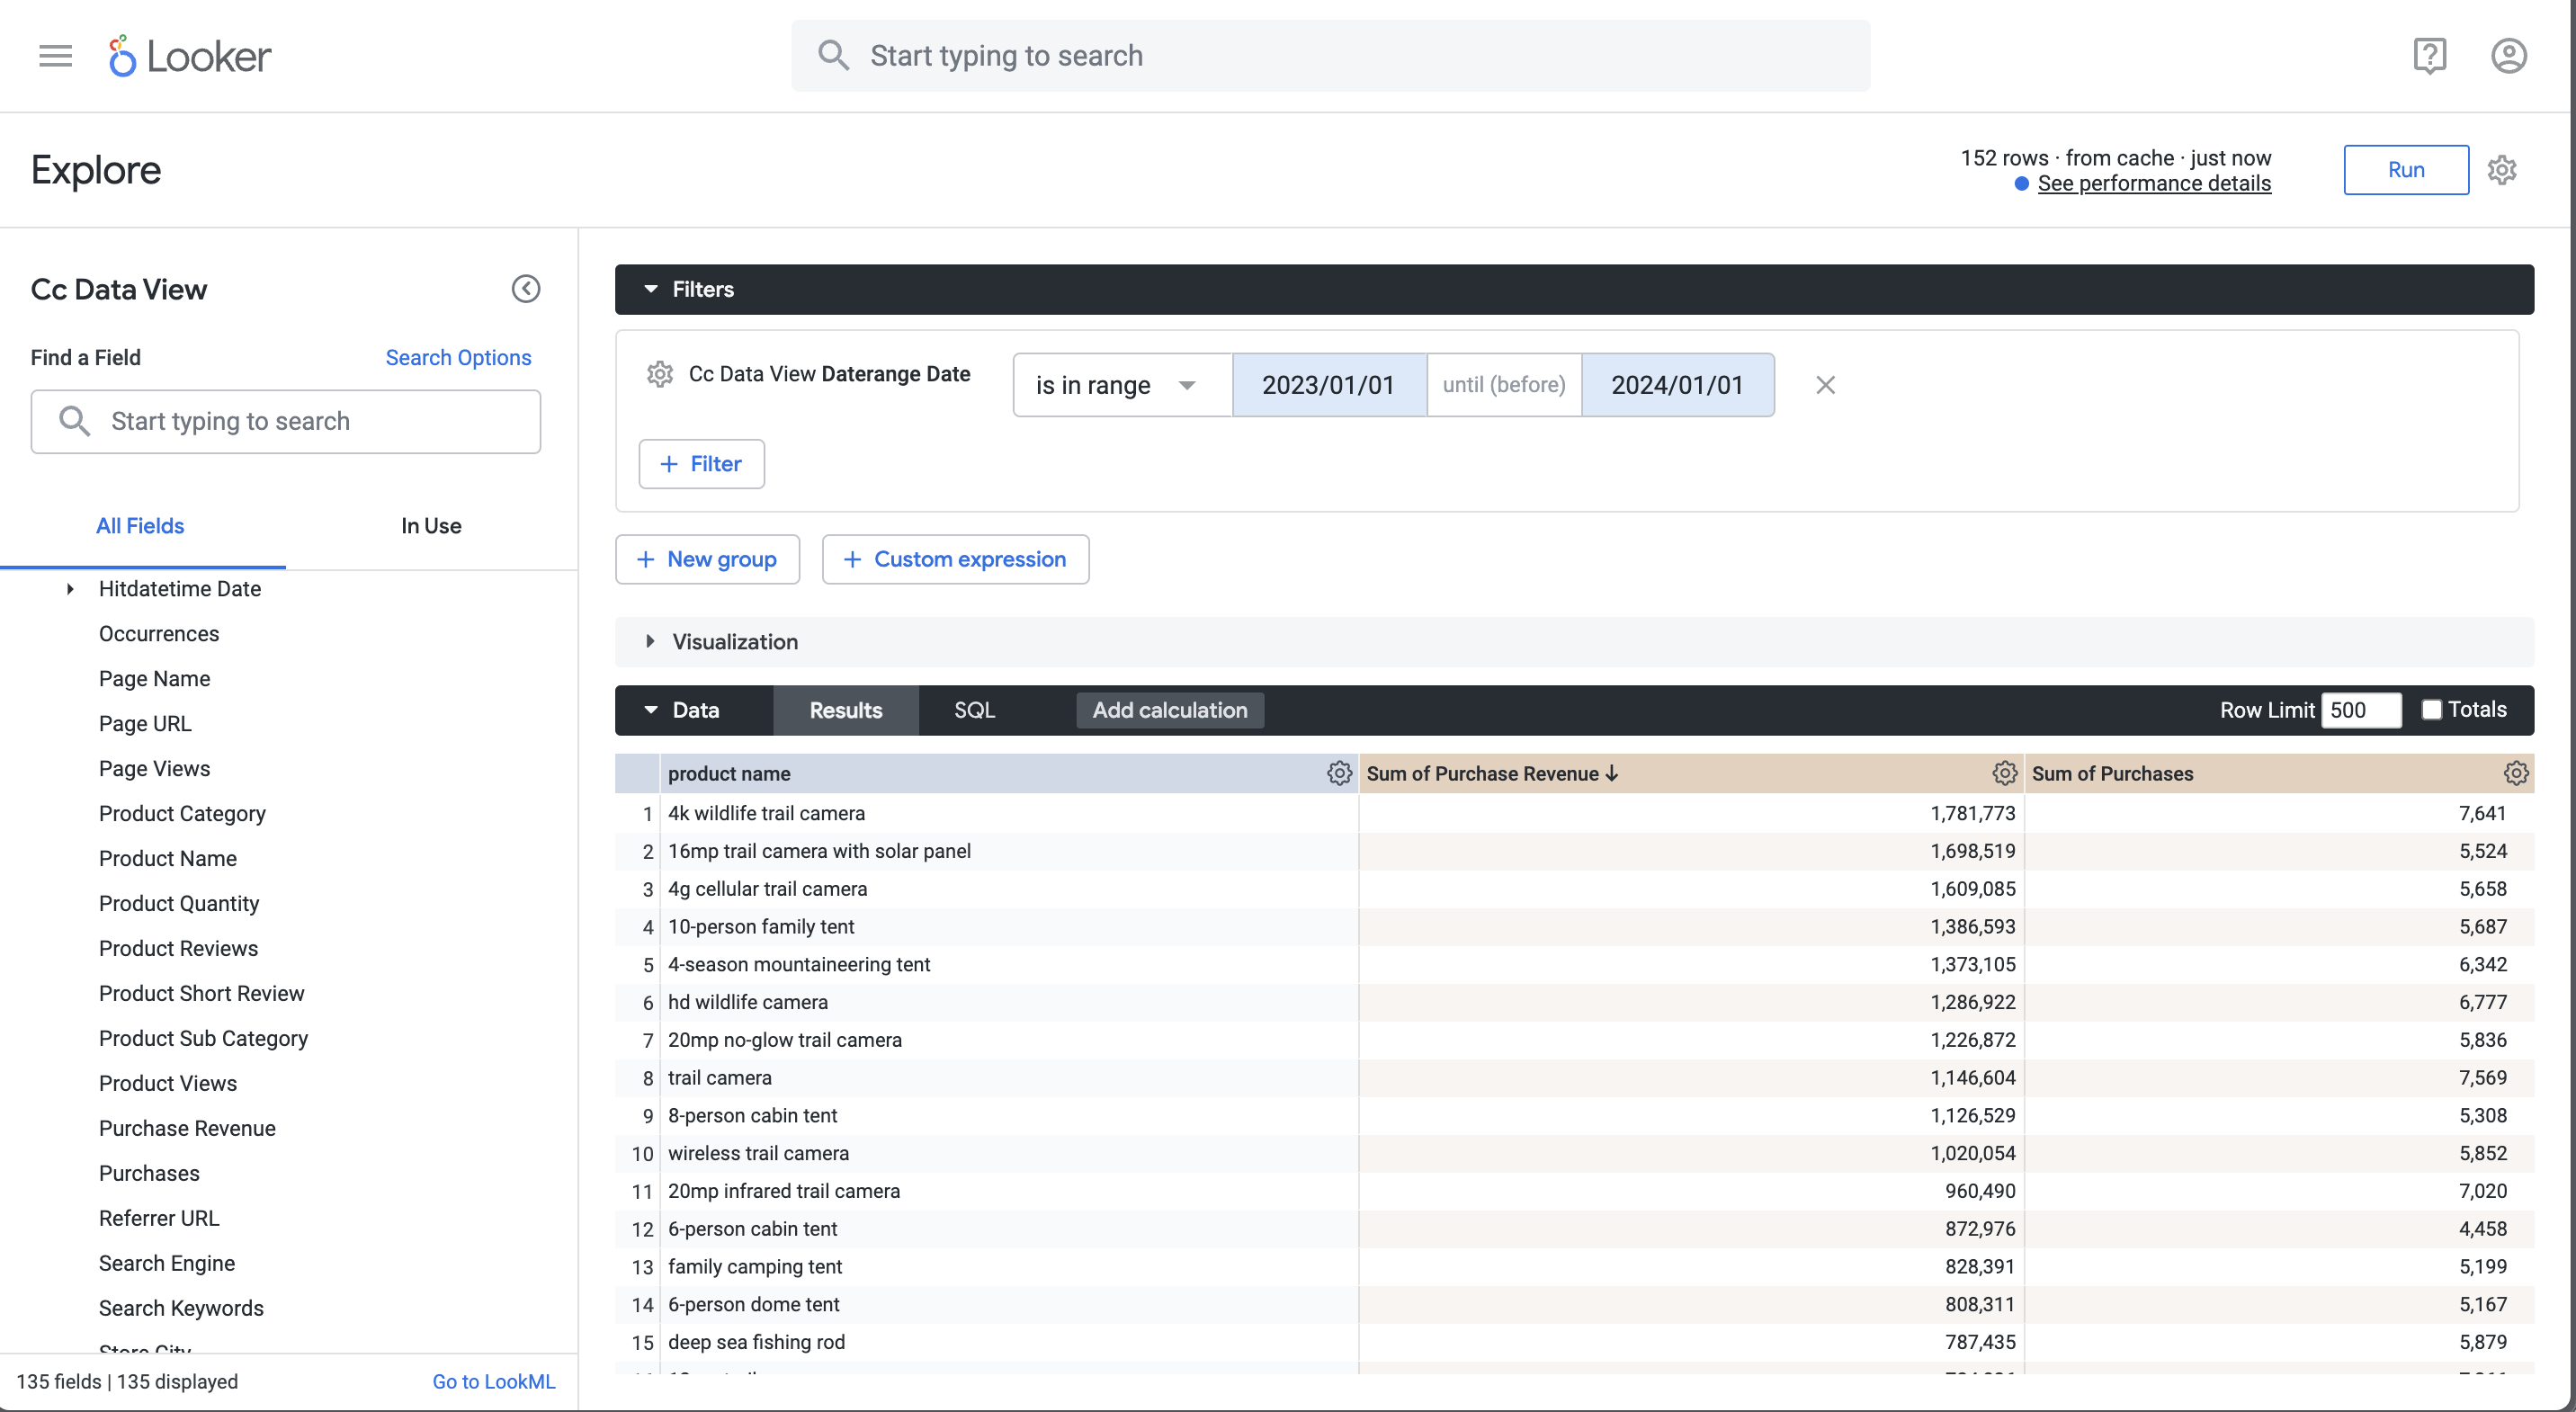 Looker
Start typing to search
Explore
152 rows · from cache · just now
See performance details
Run
Cc Data View
Find a Field
Search Options
Start typing to search
All Fields
In Use
Hitdatetime Date
Occurrences
Page Name
Page URL
Page Views
Product Category
Product Name
Product Quantity
Product Reviews
Product Short Review
Product Sub Category
Product Views
Purchase Revenue
Purchases
Referrer URL
Search Engine
Search Keywords
Store City
135 fields | 135 displayed
Go to LookML
Filters
Cc Data View Daterange Date
is in range
2023/01/01
until (before)
2024/01/01
+ Filter
+ New group
+ Custom expression
Visualization
Data
Results
SQL
Add calculation
Row Limit 500
Totals
product name Sum of Purchase Revenue ↓ Sum of Purchases
1 4k wildlife trail camera 1,781,773 7,641
2 16mp trail camera with solar panel 1,698,519 5,524
3 4g cellular trail camera 1,609,085 5,658
4 10-person family tent 1,386,593 5,687
5 4-season mountaineering tent 1,373,105 6,342
6 hd wildlife camera 1,286,922 6,777
7 20mp no-glow trail camera 1,226,872 5,836
8 trail camera 1,146,604 7,569
9 8-person cabin tent 1,126,529 5,308
10 wireless trail camera 1,020,054 5,852
11 20mp infrared trail camera 960,490 7,020
12 6-person cabin tent 872,976 4,458
13 family camping tent 828,391 5,199
14 6-person dome tent 808,311 5,167
15 deep sea fishing rod 787,435 5,879